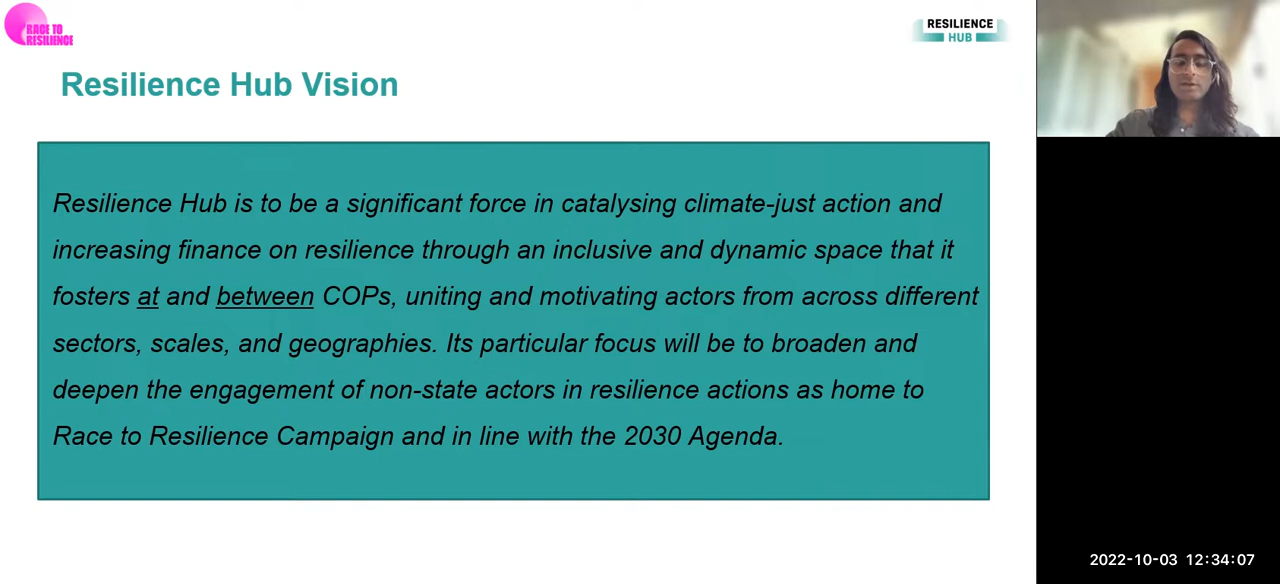 RACE TO
RESILIENCE
RESILIENCE
HUB
Resilience Hub Vision
Resilience Hub is to be a significant force in catalysing climate-just action and
increasing finance on resilience through an inclusive and dynamic space that it
fosters at and between COPs, uniting and motivating actors from across different
sectors, scales, and geographies. Its particular focus will be to broaden and
deepen the engagement of non-state actors in resilience actions as home to
Race to Resilience Campaign and in line with the 2030 Agenda.
2022-10-03 12:34:07